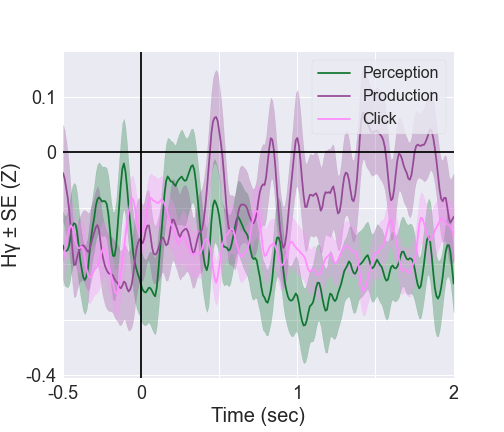 Perception
Production
Click
0.1
0
-0.4
Hγ ± SE (Z)
-0.5
0
1
2
Time (sec)